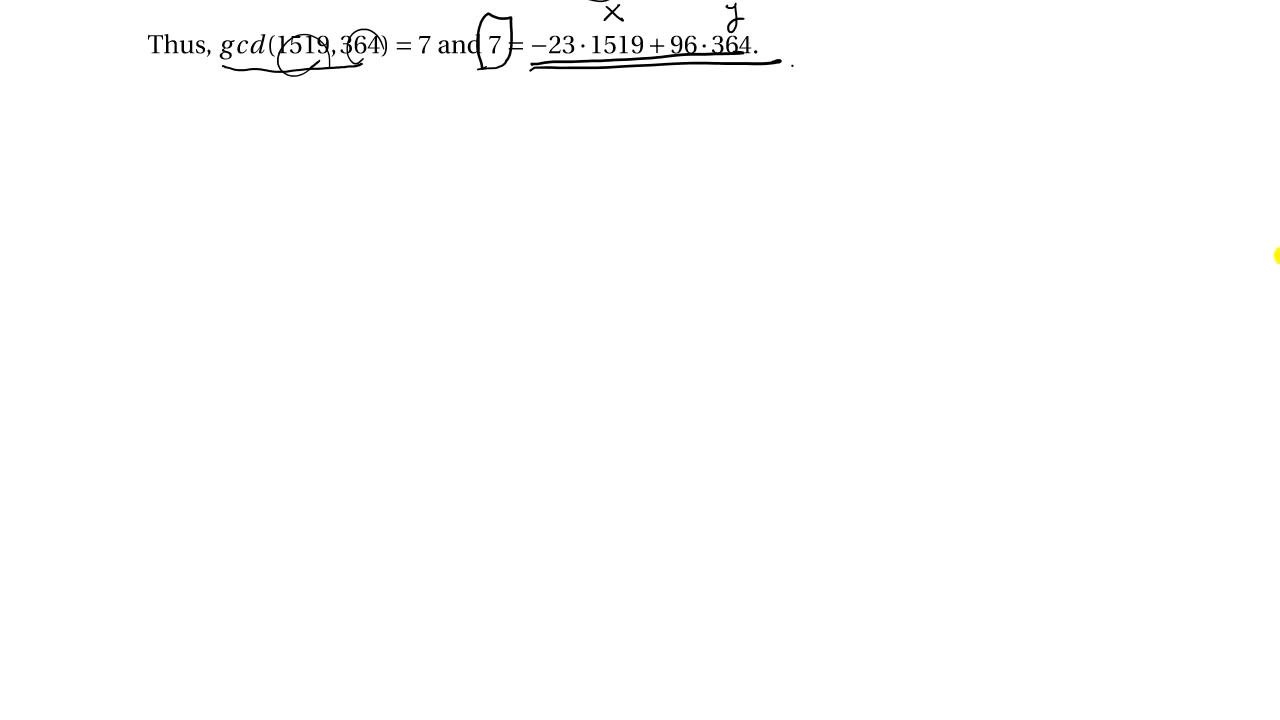 x y
Thus, gcd(1519, 364) = 7 and 7 = −23 · 1519 + 96 · 364.